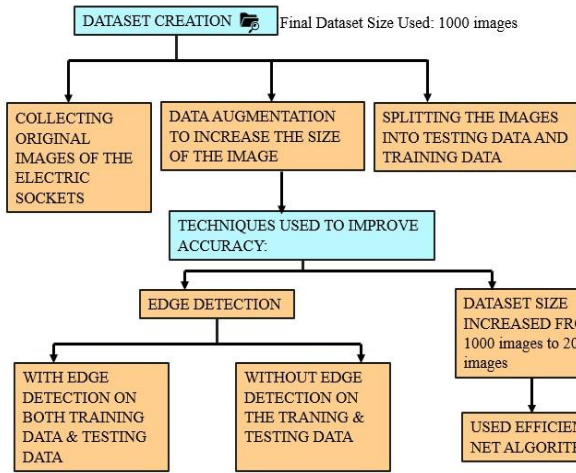 DATASET CREATION
Final Dataset Size Used: 1000 images
COLLECTING
ORIGINAL
IMAGES OF THE
ELECTRIC
SOCKETS
DATA AUGMENTATION
TO INCREASE THE SIZE
OF THE IMAGE
SPLITTING THE IMAGES
INTO TESTING DATA AND
TRAINING DATA
TECHNIQUES USED TO IMPROVE
ACCURACY:
EDGE DETECTION
DATASET SIZE
INCREASED
1000 images to
images
WITH EDGE
DETECTION ON
BOTH TRAINING
DATA & TESTING
DATA
WITHOUT EDGE
DETECTION ON
THE TRANING &
TESTING DATA
USED
NET